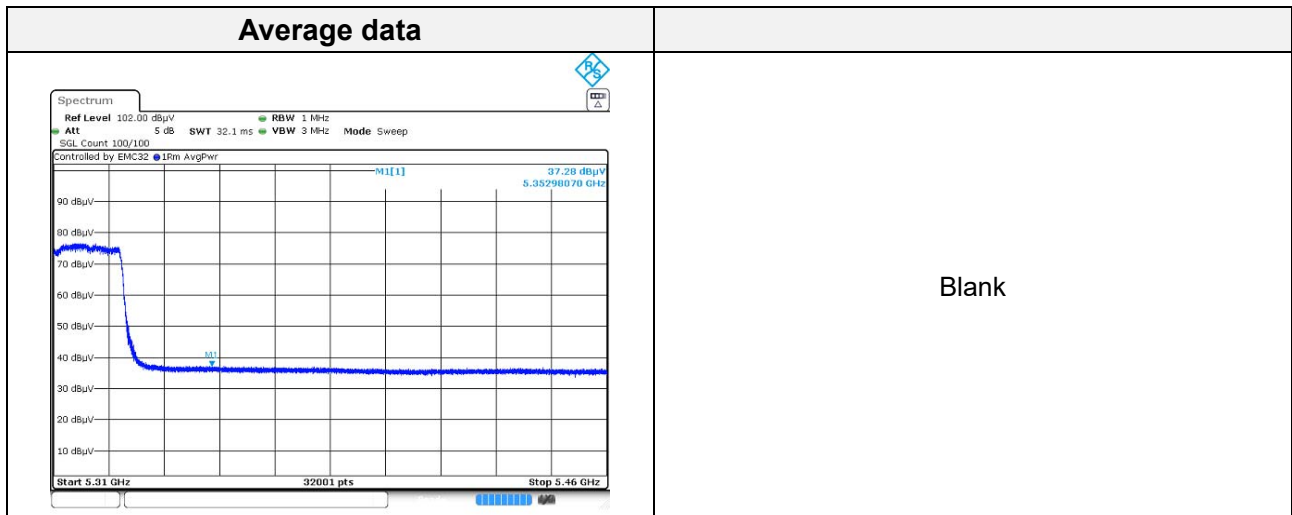 Average data
R&S
Spectrum
Ref Level 102.00 dBµV RBW 1 MHz
Att 5 dB SWT 32.1 ms VBW 3 MHz Mode Sweep
SGL Count 100/100
Controlled by EMC32 1Rm AvgPwr
M1[1] 37.28 dBµV
5.35298070 GHz
90 dBµV
80 dBµV
70 dBµV
60 dBµV
50 dBµV
40 dBµV
M1
30 dBµV
20 dBµV
10 dBµV
Start 5.31 GHz 32001 pts Stop 5.46 GHz
Blank